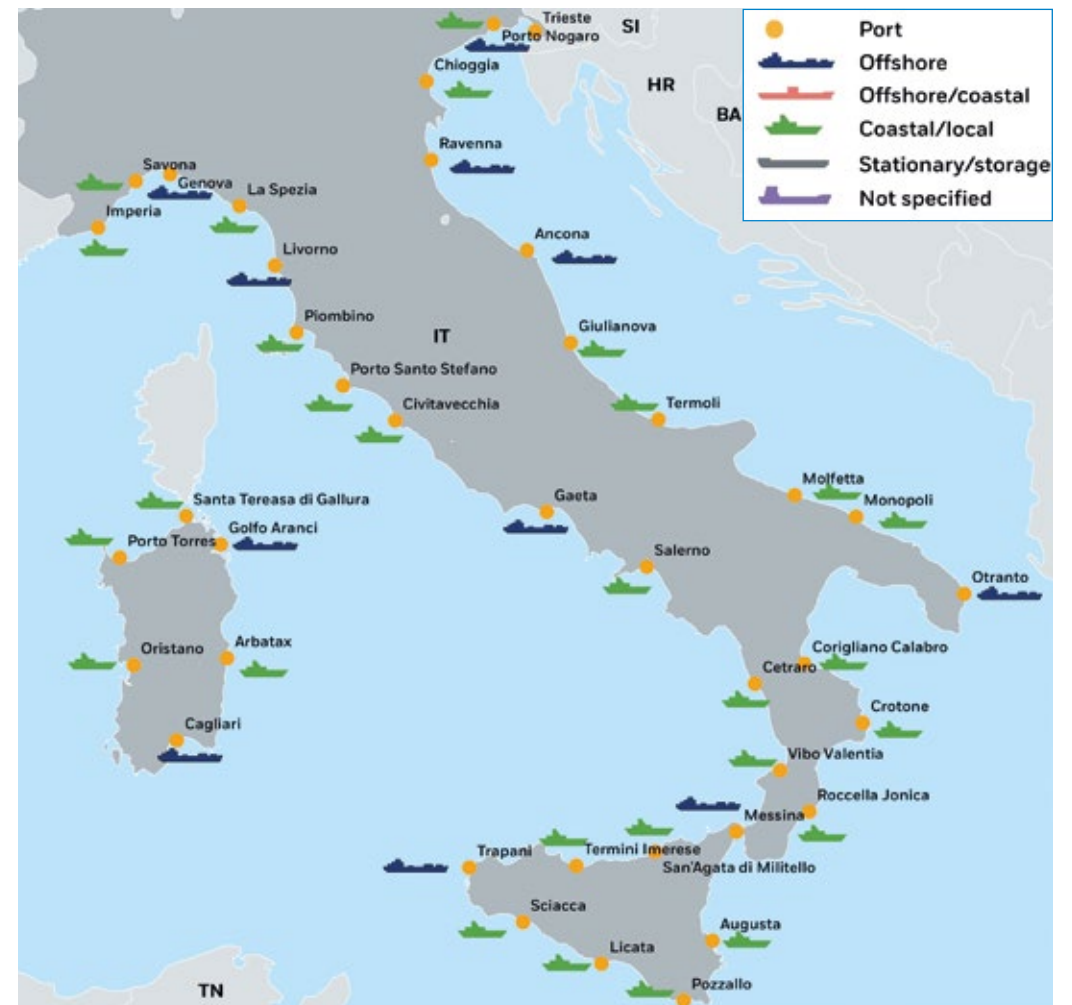 Trieste
SI
Porto Nogaro
Port
Offshore
Offshore/coastal
Coastal/local
Stationary/storage
Not specified
Chioggia
HR
BA
Ravenna
Savona
Genova
La Spezia
Imperia
Ancona
Livorno
Piombino
IT
Giulianova
Porto Santo Stefano
Civitavecchia
Termoli
Molfetta
Monopoli
Santa Tereasa di Gallura
Gaeta
Golfo Aranci
Porto Torres
Salerno
Otranto
Oristano
Arbatax
Corigliano Calabro
Cetraro
Crotone
Cagliari
Vibo Valentia
Roccella Jonica
Messina
Trapani
Termini Imerese
San'Agata di Militello
Sciacca
Augusta
Licata
Pozzallo
TN